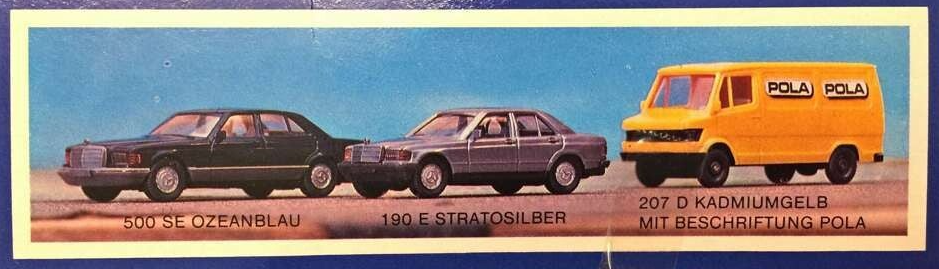 POLA POLA
500 SE OZEANBLAU
190 E STRATOSILBER
207 D KADMIUMGELB
MIT BESCHRIFTUNG POLA